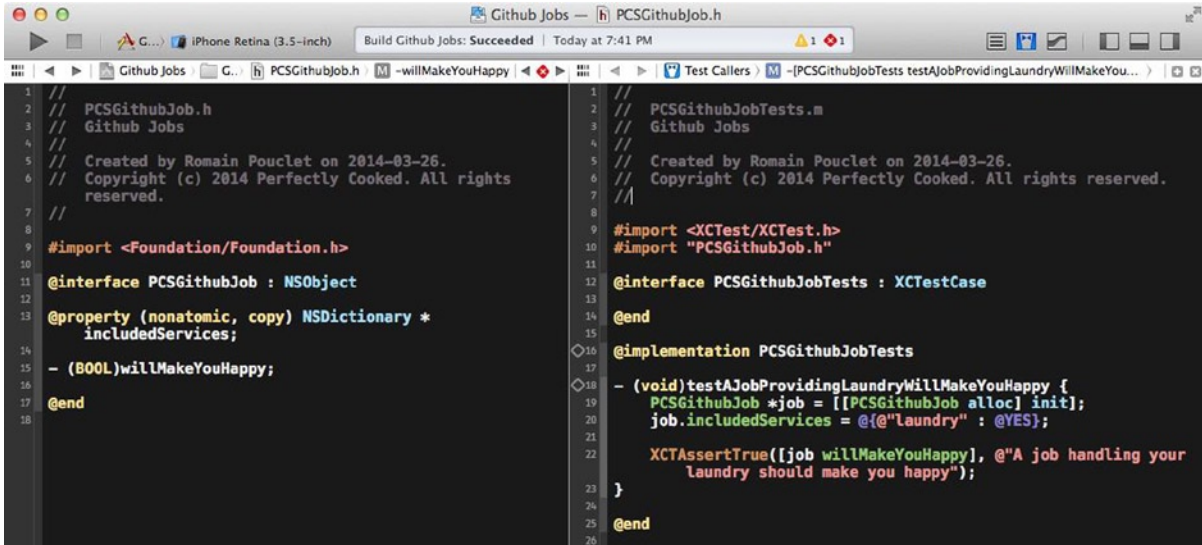 Github Jobs — h PCSGithubJob.h
G...〉 iPhone Retina (3.5-inch)
Build Github Jobs: Succeeded | Today at 7:41 PM
1 1
Github Jobs 〉 G.. 〉 h PCSGithubJob.h 〉 M -willMakeYouHappy
Test Callers 〉 M -[PCSGithubJobTests testAJobProvidingLaundryWillMakeYou... 〉
1 //
2 // PCSGithubJob.h
3 // Github Jobs
4 //
5 // Created by Romain Pouclet on 2014-03-26.
6 // Copyright (c) 2014 Perfectly Cooked. All rights
reserved.
7 //
8
9 #import <Foundation/Foundation.h>
10
11 @interface PCSGithubJob : NSObject
12
13 @property (nonatomic, copy) NSDictionary *
includedServices;
14
15 - (BOOL)willMakeYouHappy;
16
17 @end
18
1 //
2 // PCSGithubJobTests.m
3 // Github Jobs
4 //
5 // Created by Romain Pouclet on 2014-03-26.
6 // Copyright (c) 2014 Perfectly Cooked. All rights reserved.
7 //
8
9 #import <XCTest/XCTest.h>
10 #import "PCSGithubJob.h"
11
12 @interface PCSGithubJobTests : XCTestCase
13
14 @end
15
16 @implementation PCSGithubJobTests
17
18 - (void)testAJobProvidingLaundryWillMakeYouHappy {
19 PCSGithubJob *job = [[PCSGithubJob alloc] init];
20 job.includedServices = @{@"laundry" : @YES};
21
22 XCTAssertTrue([job willMakeYouHappy], @"A job handling your
laundry should make you happy");
23 }
24
25 @end
26